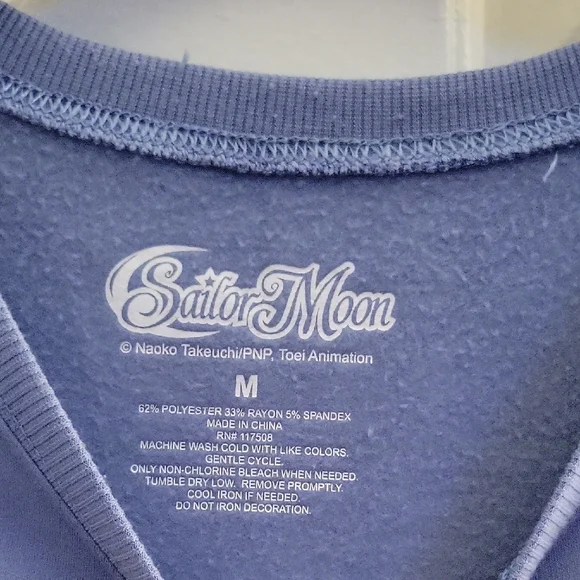 Sailor Moon
© Naoko Takeuchi/PNP, Toei Animation
M
62% POLYESTER 33% RAYON 5% SPANDEX
MADE IN CHINA
RN# 117508
MACHINE WASH COLD WITH LIKE COLORS.
GENTLE CYCLE.
ONLY NON-CHLORINE BLEACH WHEN NEEDED.
TUMBLE DRY LOW. REMOVE PROMPTLY.
COOL IRON IF NEEDED.
DO NOT IRON DECORATION.